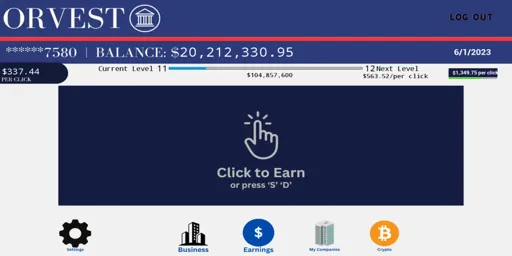 ORVEST
LOG OUT
******7580 | BALANCE: $20,212,330.95
6/1/2023
$337.44
PER CLICK
Current Level 11
12 Next Level
$104,857,600
$563.52/per click
$1,349.75 per click
Click to Earn
or press ‘S’ ‘D’
Settings
Business
Earnings
My Companies
Crypto